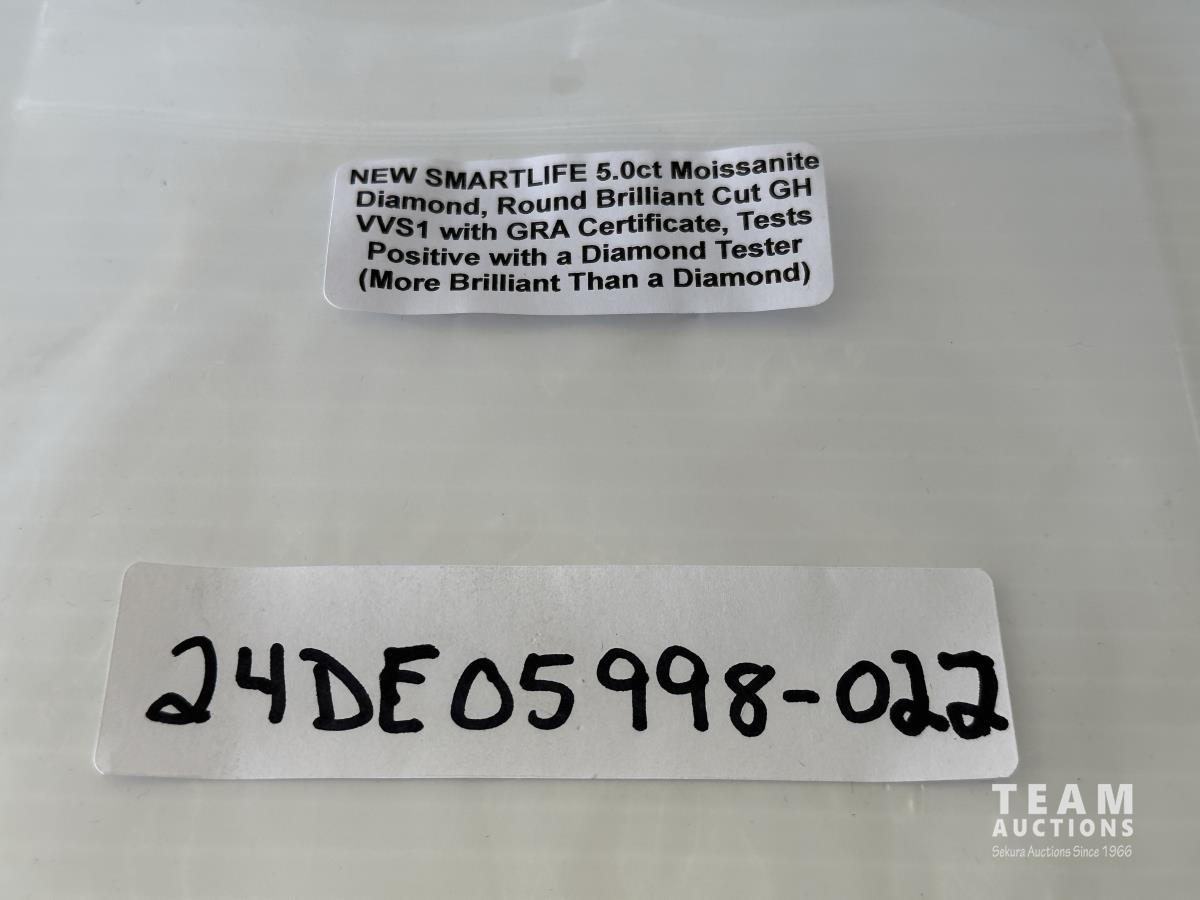 NEW SMARTLIFE 5.0ct Moissanite
Diamond, Round Brilliant Cut GH
VVS1 with GRA Certificate, Tests
Positive with a Diamond Tester
(More Brilliant Than a Diamond)
24DE05998-022
TEAM
AUCTIONS
Sekura Auctions Since 1966